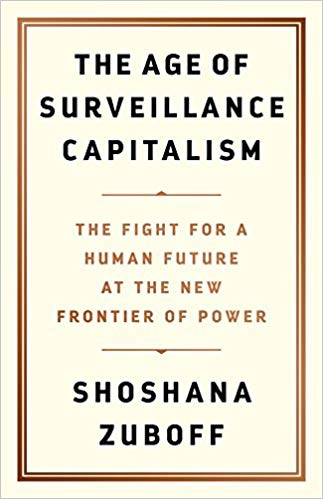 THE AGE OF
SURVEILLANCE
CAPITALISM
THE FIGHT FOR A
HUMAN FUTURE
AT THE NEW
FRONTIER OF POWER
SHOSHANA
ZUBOFF